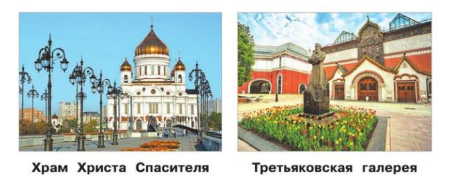 Храм Христа Спасителя
Третьяковская галерея